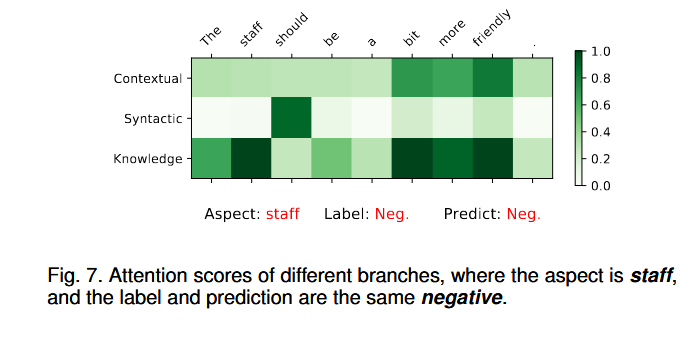 The staff should be a bit more friendly .
1.0
Contextual
0.8
0.6
Syntactic
0.4
Knowledge
0.2
0.0
Aspect: staff Label: Neg. Predict: Neg.
Fig. 7. Attention scores of different branches, where the aspect is staff,
and the label and prediction are the same negative.